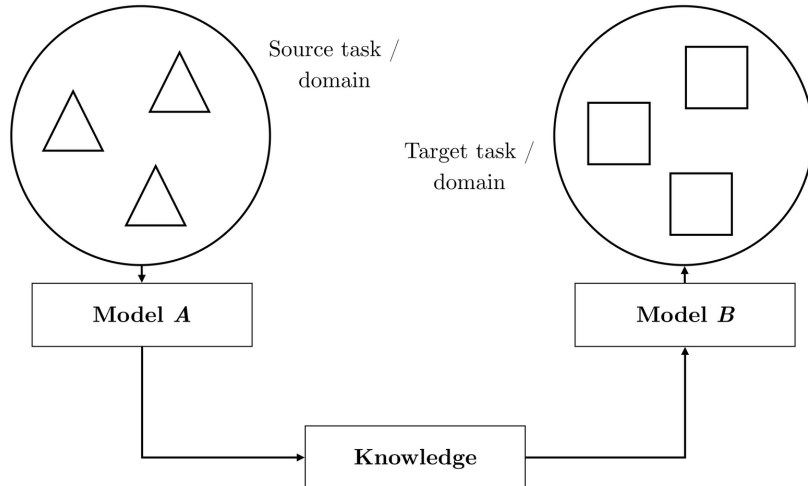 Source task /
domain
Target task /
domain
Model A
Model B
Knowledge